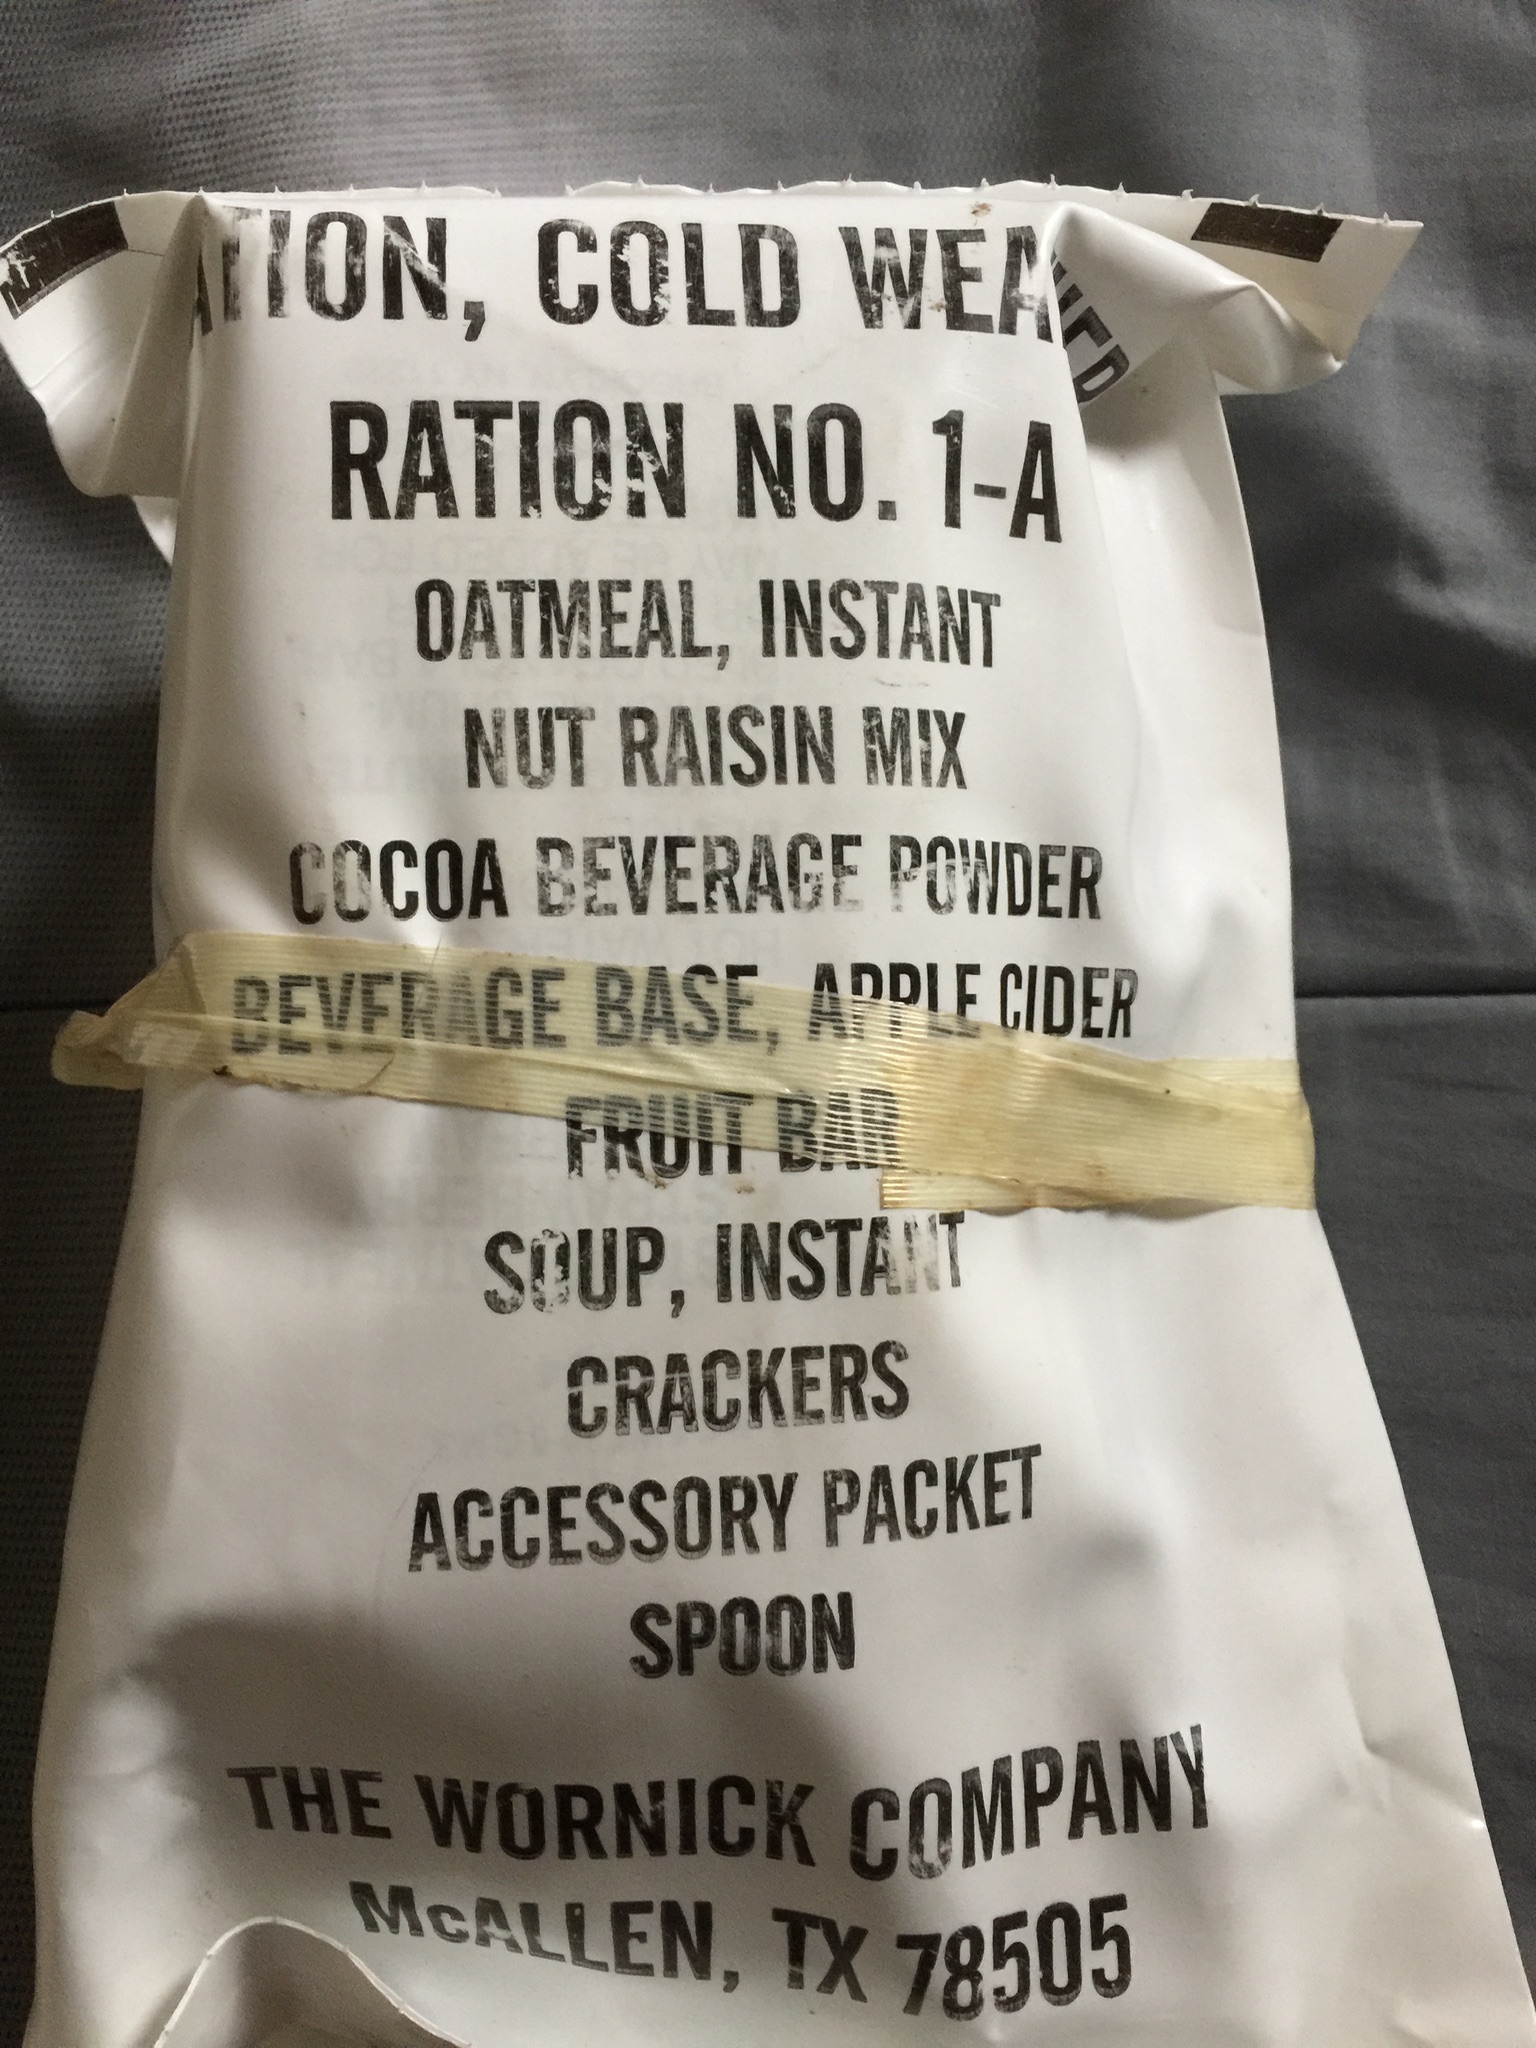 ATION, COLD WEATHER
RATION NO. 1-A
OATMEAL, INSTANT
NUT RAISIN MIX
COCOA BEVERAGE POWDER
BEVERAGE BASE, APPLE CIDER
FRUIT BAR
SOUP, INSTANT
CRACKERS
ACCESSORY PACKET
SPOON
THE WORNICK COMPANY
McALLEN, TX 78505